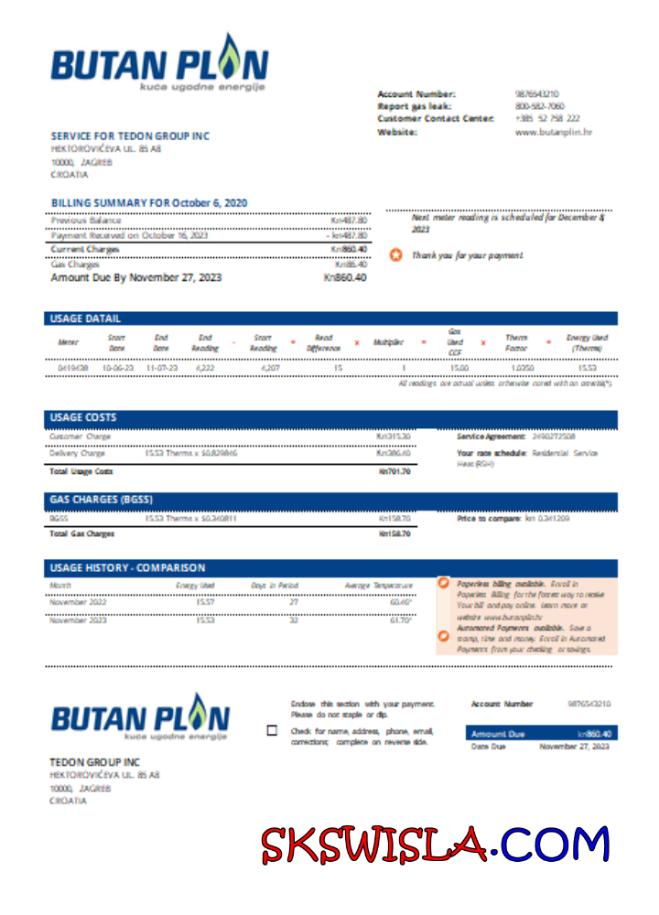 BUTAN PLIN
kuće ugodne energije
Account Number: 9876543210
Report gas leak: 800-582-7060
Customer Contact Center: +385 52 758 222
Website: www.butanplin.hr
SERVICE FOR TEDON GROUP INC
HEKTOROVIĆEVA UL. 85 A8
10000, ZAGREB
CROATIA
BILLING SUMMARY FOR October 6, 2020
Previous Balance Kn487.80
Payment Received on October 16, 2023 - kn487.80
Current Charges Kn860.40
Gas Charges Kn86.40
Amount Due By November 27, 2023 Kn860.40
Next meter reading is scheduled for December 8,
2023
Thank you for your payment
USAGE DATAIL
Meter Start Date End Date End Reading - Start Reading = Read Difference x Multiplier = Gas Used CCF x Therm Factor = Energy Used (Therms)
0419438 10-06-23 11-07-23 4,222 4,207 15 1 15.00 1.0350 15.53
All readings are actual unless otherwise noted with an asterisk(*).
USAGE COSTS
Customer Charge Kn315.30
Delivery Charge 15.53 Therms x $0.829846 Kn386.40
Total Usage Costs Kn701.70
Service Agreement: 2490272508
Your rate schedule: Residential Service
Heat (RSH)
GAS CHARGES (BGSS)
BGSS 15.53 Therms x $0.340811 Kn158.70
Total Gas Charges Kn158.70
Price to compare: kn 0.341209
USAGE HISTORY - COMPARISON
Month Energy Used Days in Period Average Temperature
November 2022 15.57 27 60.46°
November 2023 15.53 32 61.70°
Paperless billing available. Enroll in
Paperless Billing for the fastest way to receive
Your bill and pay online. Learn more at
website www.butanplin.hr
Automated Payments available. Save a
stamp, time and money. Enroll in Automated
Payments from your checking or savings.
BUTAN PLIN
kuće ugodne energije
Enclose this section with your payment.
Please do not staple or clip.
Check for name, address, phone, email,
corrections; complete on reverse side.
Account Number 9876543210
Amount Due kn860.40
Date Due November 27, 2023
TEDON GROUP INC
HEKTOROVIĆEVA UL. 85 A8
10000, ZAGREB
CROATIA
SKSWISLA.COM